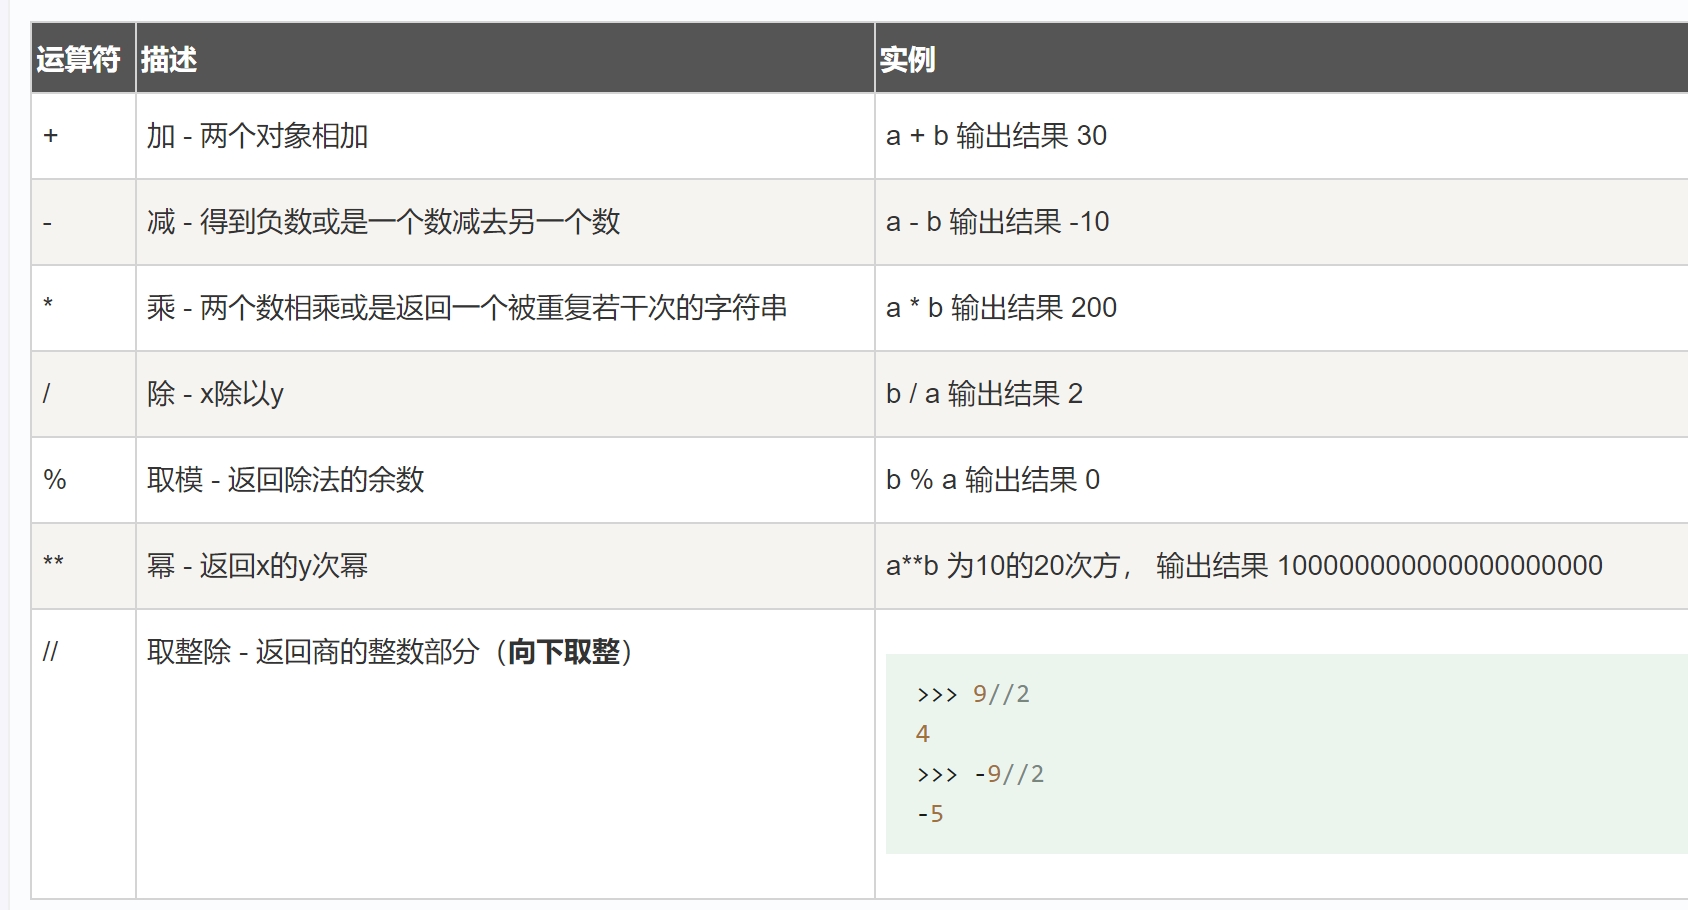 运算符 描述 实例
+ 加 - 两个对象相加 a + b 输出结果 30
- 减 - 得到负数或是一个数减去另一个数 a - b 输出结果 -10
* 乘 - 两个数相乘或是返回一个被重复若干次的字符串 a * b 输出结果 200
/ 除 - x除以y b / a 输出结果 2
% 取模 - 返回除法的余数 b % a 输出结果 0
** 幂 - 返回x的y次幂 a**b 为10的20次方， 输出结果 100000000000000000000
// 取整除 - 返回商的整数部分（向下取整）
>>> 9//2
4
>>> -9//2
-5